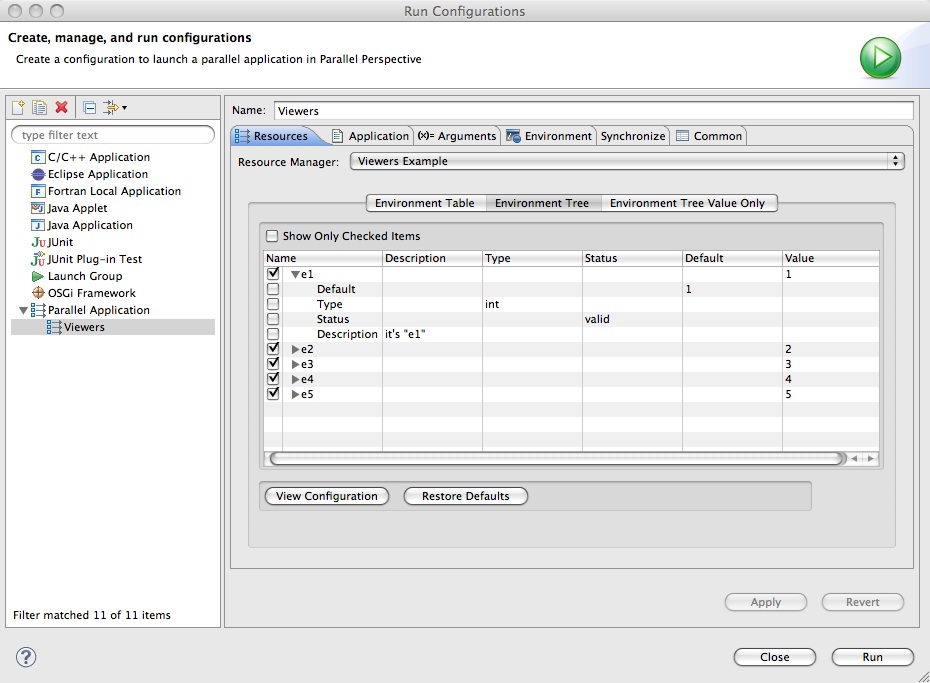 Run Configurations
Create, manage, and run configurations
Create a configuration to launch a parallel application in Parallel Perspective
type filter text
C/C++ Application
Eclipse Application
Fortran Local Application
Java Applet
Java Application
JUnit
JUnit Plug-in Test
Launch Group
OSGi Framework
Parallel Application
Viewers
Filter matched 11 of 11 items
Name: Viewers
Resources Application (x)= Arguments Environment Synchronize Common
Resource Manager: Viewers Example
Environment Table Environment Tree Environment Tree Value Only
Show Only Checked Items
Name Description Type Status Default Value
e1 1
Default 1
Type int
Status valid
Description it's "e1"
e2 2
e3 3
e4 4
e5 5
View Configuration Restore Defaults
Apply Revert
? Close Run